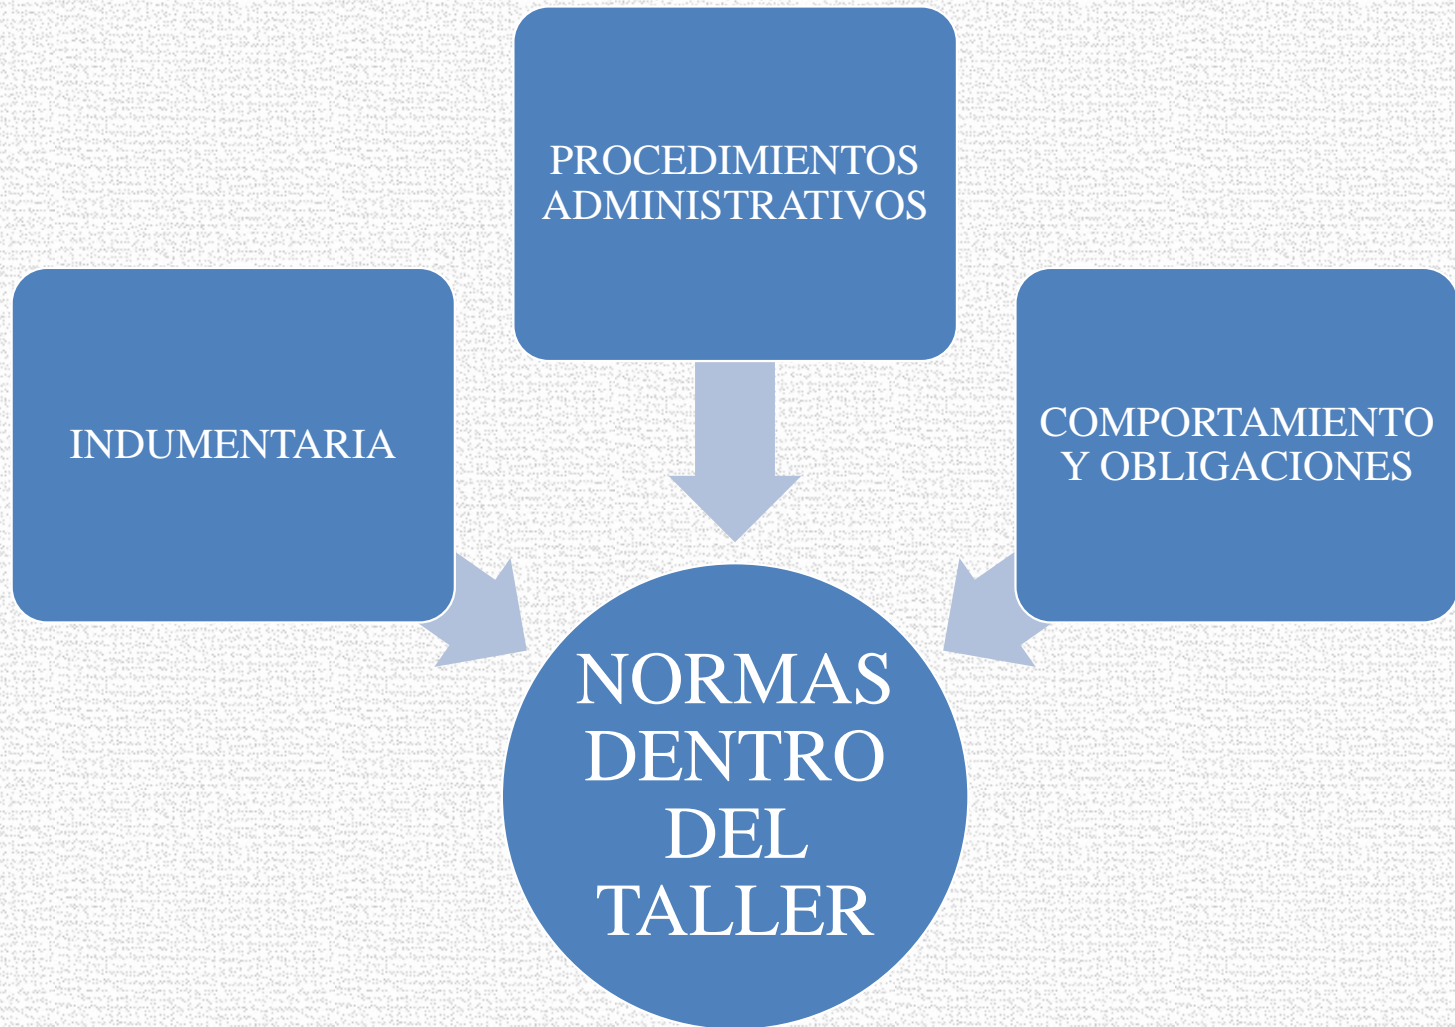 PROCEDIMIENTOS
ADMINISTRATIVOS
INDUMENTARIA
COMPORTAMIENTO
Y OBLIGACIONES
NORMAS
DENTRO
DEL
TALLER